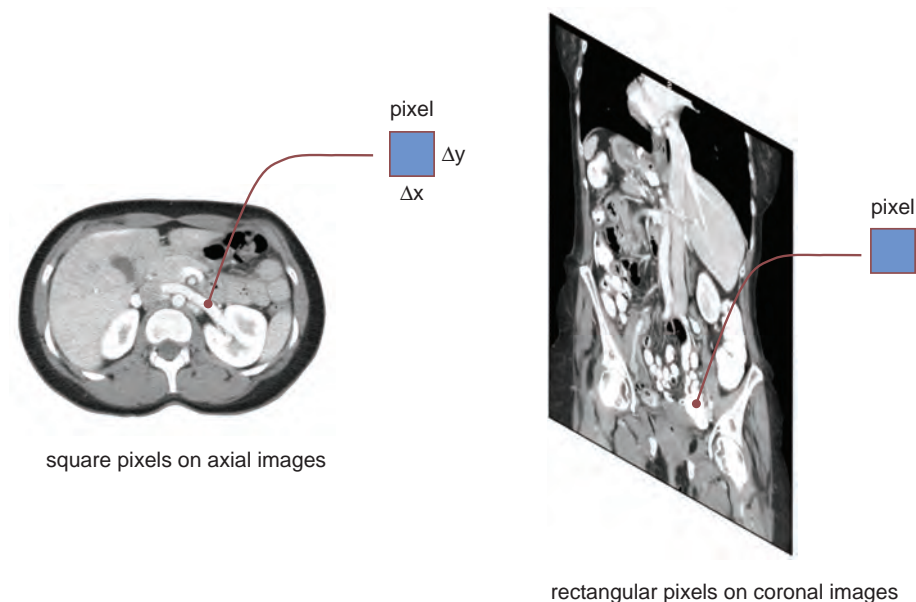 pixel
Δy
Δx
square pixels on axial images
pixel
rectangular pixels on coronal images